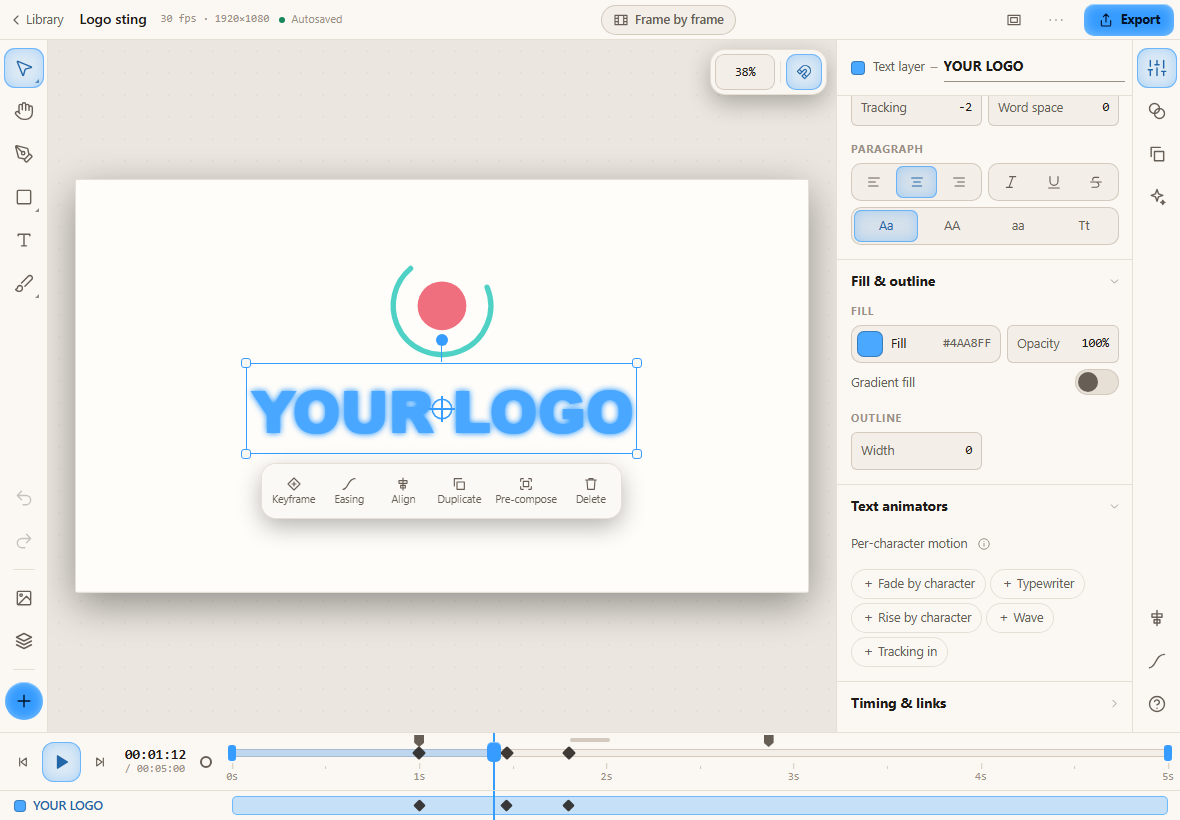 Library
Logo sting
30 fps · 1920×1080
Autosaved
Frame by frame
Export
38%
Text layer – YOUR LOGO
Tracking -2
Word space 0
PARAGRAPH
Aa AA aa Tt
Fill & outline
FILL
Fill #4AA8FF
Opacity 100%
Gradient fill
OUTLINE
Width 0
YOUR LOGO
Keyframe Easing Align Duplicate Pre-compose Delete
Text animators
Per-character motion
+ Fade by character
+ Typewriter
+ Rise by character
+ Wave
+ Tracking in
Timing & links
00:01:12
/ 00:05:00
0s 1s 2s 3s 4s 5s
YOUR LOGO